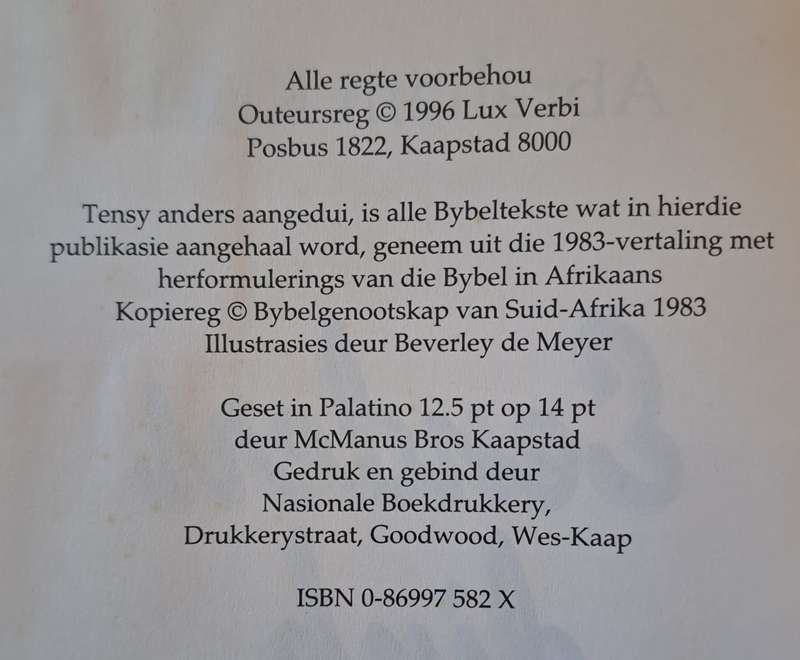 Alle regte voorbehou
Outeursreg © 1996 Lux Verbi
Posbus 1822, Kaapstad 8000
Tensy anders aangedui, is alle Bybeltekste wat in hierdie
publikasie aangehaal word, geneem uit die 1983-vertaling met
herformulerings van die Bybel in Afrikaans
Kopiereg © Bybelgenootskap van Suid-Afrika 1983
Illustrasies deur Beverley de Meyer
Geset in Palatino 12.5 pt op 14 pt
deur McManus Bros Kaapstad
Gedruk en gebind deur
Nasionale Boekdrukkery,
Drukkerystraat, Goodwood, Wes-Kaap
ISBN 0-86997 582 X